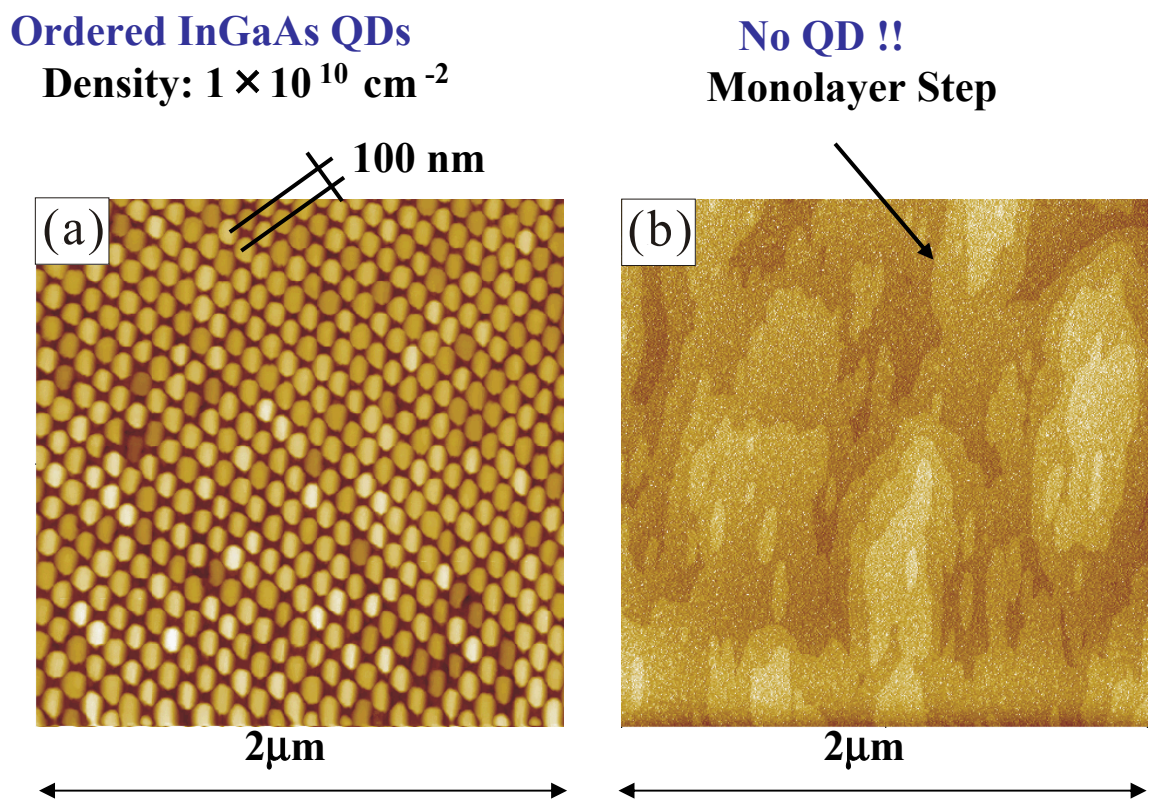 Ordered InGaAs QDs
Density: 1 × 10 10 cm -2
100 nm
(a)
2μm
No QD !!
Monolayer Step
(b)
2μm